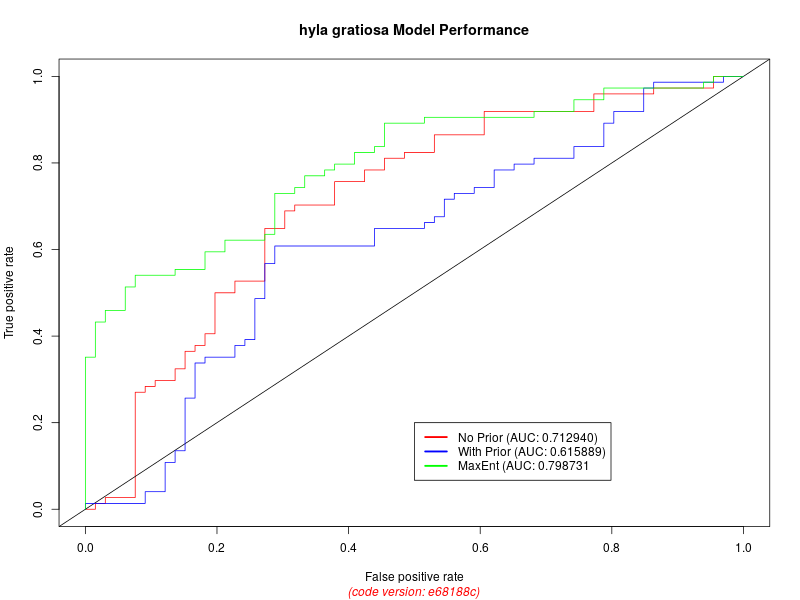 hyla gratiosa Model Performance
1.0
0.8
0.6
0.4
0.2
0.0
True positive rate
No Prior (AUC: 0.712940)
With Prior (AUC: 0.615889)
MaxEnt (AUC: 0.798731
0.0 0.2 0.4 0.6 0.8 1.0
False positive rate
(code version: e68188c)